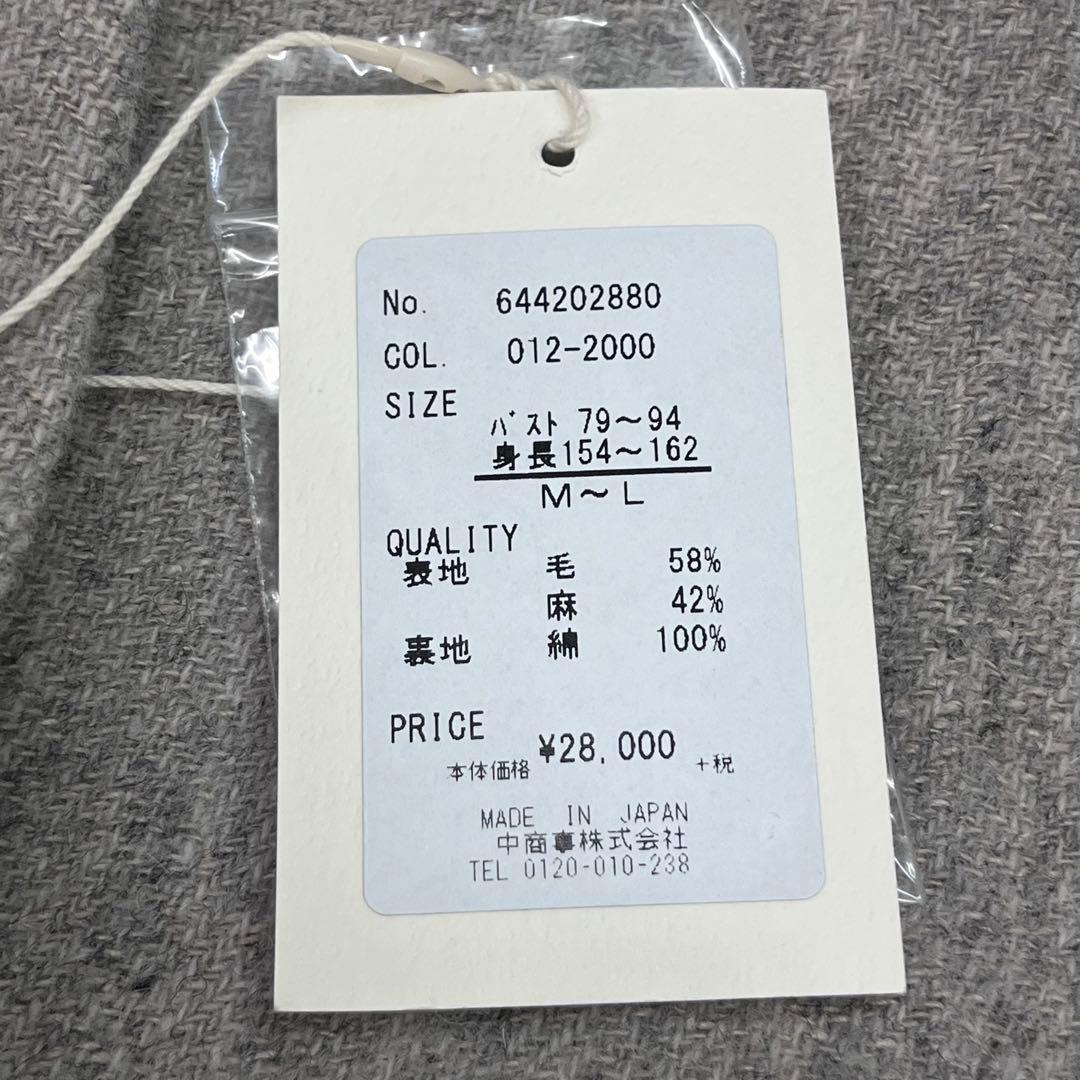 No. 644202880
COL. 012-2000
SIZE
バスト 79〜94
身長154〜162
M〜L
QUALITY
表地 毛 58%
麻 42%
裏地 綿 100%
PRICE
本体価格 ¥28,000 +税
MADE IN JAPAN
中商事株式会社
TEL 0120-010-238